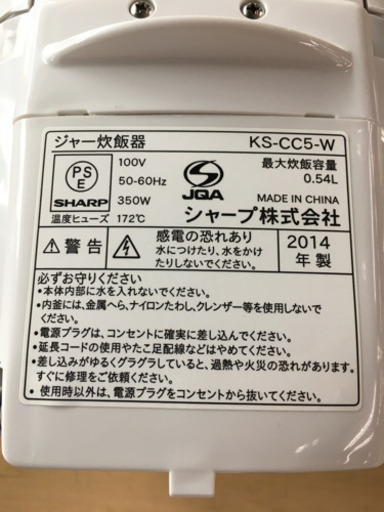 ジャー炊飯器 KS-CC5-W
PSE 100V 最大炊飯容量
50-60Hz 0.54L
SHARP 350W JQA MADE IN CHINA
温度ヒューズ 172℃ シャープ株式会社
⚠警告 感電の恐れあり 2014
水につけたり、水をかけ 年製
たりしないでください
必ずお守りください
•本体内部に水を入れないでください。
•内釜には、金属へら、ナイロンたわし、クレンザー等を使用しない
でください。
•電源プラグは、コンセントに確実に差し込んでください。
•延長コードの使用やたこ足配線などはやめてください。
•差し込みがゆるくグラグラしていると、過熱や火災の恐れがあります。
すぐに修理をご依頼ください。
•使用時以外は、電源プラグをコンセントから抜いてください。